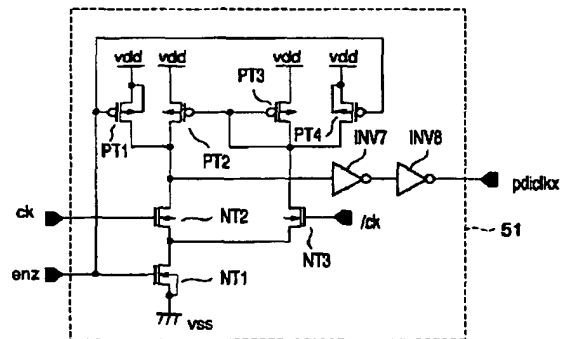 vdd vdd vdd vdd
PT3
PT1 PT2 PT4
INV7 INV8
pdiclkx
ck NT2 /ck
NT3
51
enz NT1
vss